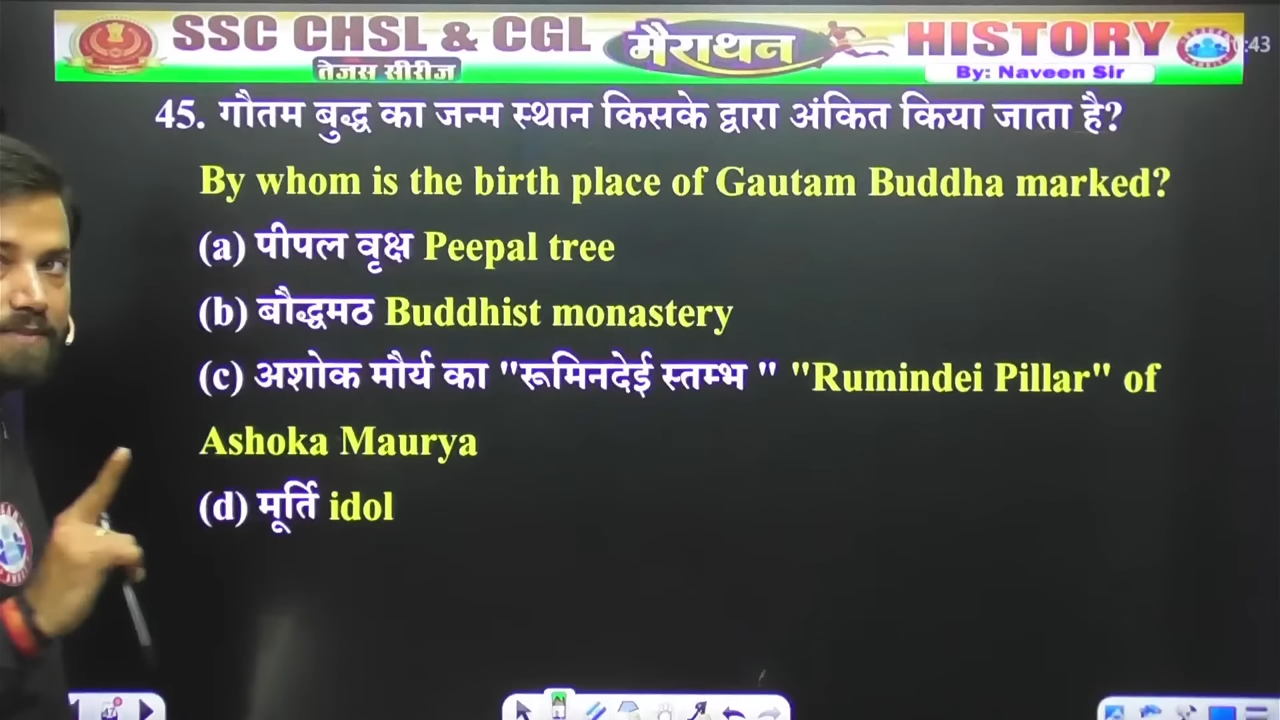 SSC CHSL & CGL
तेजस सीरीज
मैराथन
HISTORY
By: Naveen Sir
45. गौतम बुद्ध का जन्म स्थान किसके द्वारा अंकित किया जाता है?
By whom is the birth place of Gautam Buddha marked?
(a) पीपल वृक्ष Peepal tree
(b) बौद्धमठ Buddhist monastery
(c) अशोक मौर्य का "रूमिनदेई स्तम्भ " "Rumindei Pillar" of
Ashoka Maurya
(d) मूर्ति idol